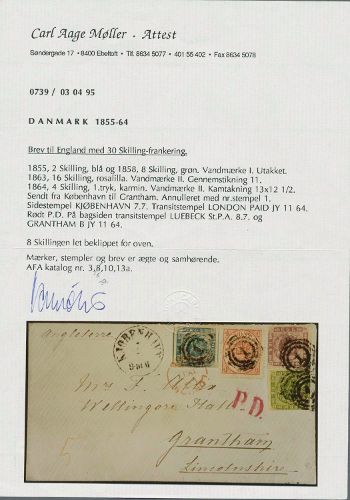 Carl Aage Møller . Attest
Søndergade 17 • 8400 Ebeltoft • Tlf. 8634 5077 • 401 55 402 • Fax 8634 5078
0739 / 03 04 95
DANMARK 1855-64
Brev til England med 30 Skilling-frankering.
1855, 2 Skilling, blå og 1858, 8 Skilling, grøn. Vandmærke I. Utakket.
1863, 16 Skilling, rosalilla. Vandmærke II. Gennemstikning 11.
1864, 4 Skilling, 1.tryk, karmin. Vandmærke II. Kamtakning 13x12 1/2.
Sendt fra København til Grantham. Annulleret med nr.stempel 1.
Sidestempel KJØBENHAVN 7.7. Transitstempel LONDON PAID JY 11 64.
Rødt P.D. På bagsiden transitstempel LUEBECK St.P.A. 8.7. og
GRANTHAM B JY 11 64.
8 Skillingen let beklippet for oven.
Mærker, stempler og brev er ægte og samhørende.
AFA katalog nr. 3,8,10,13a.
Angleterre
KJØBENHAVN
Mrs F.
Wellingore Hall
P.D.
Grantham
Lincolnshire